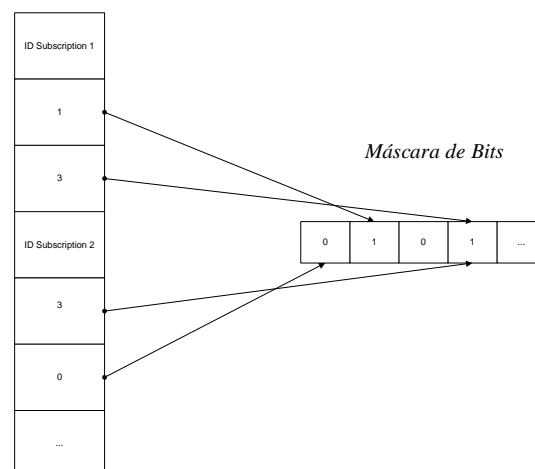 ID Subscription 1
1
3
ID Subscription 2
3
0
...
Máscara de Bits
0 1 0 1 ...